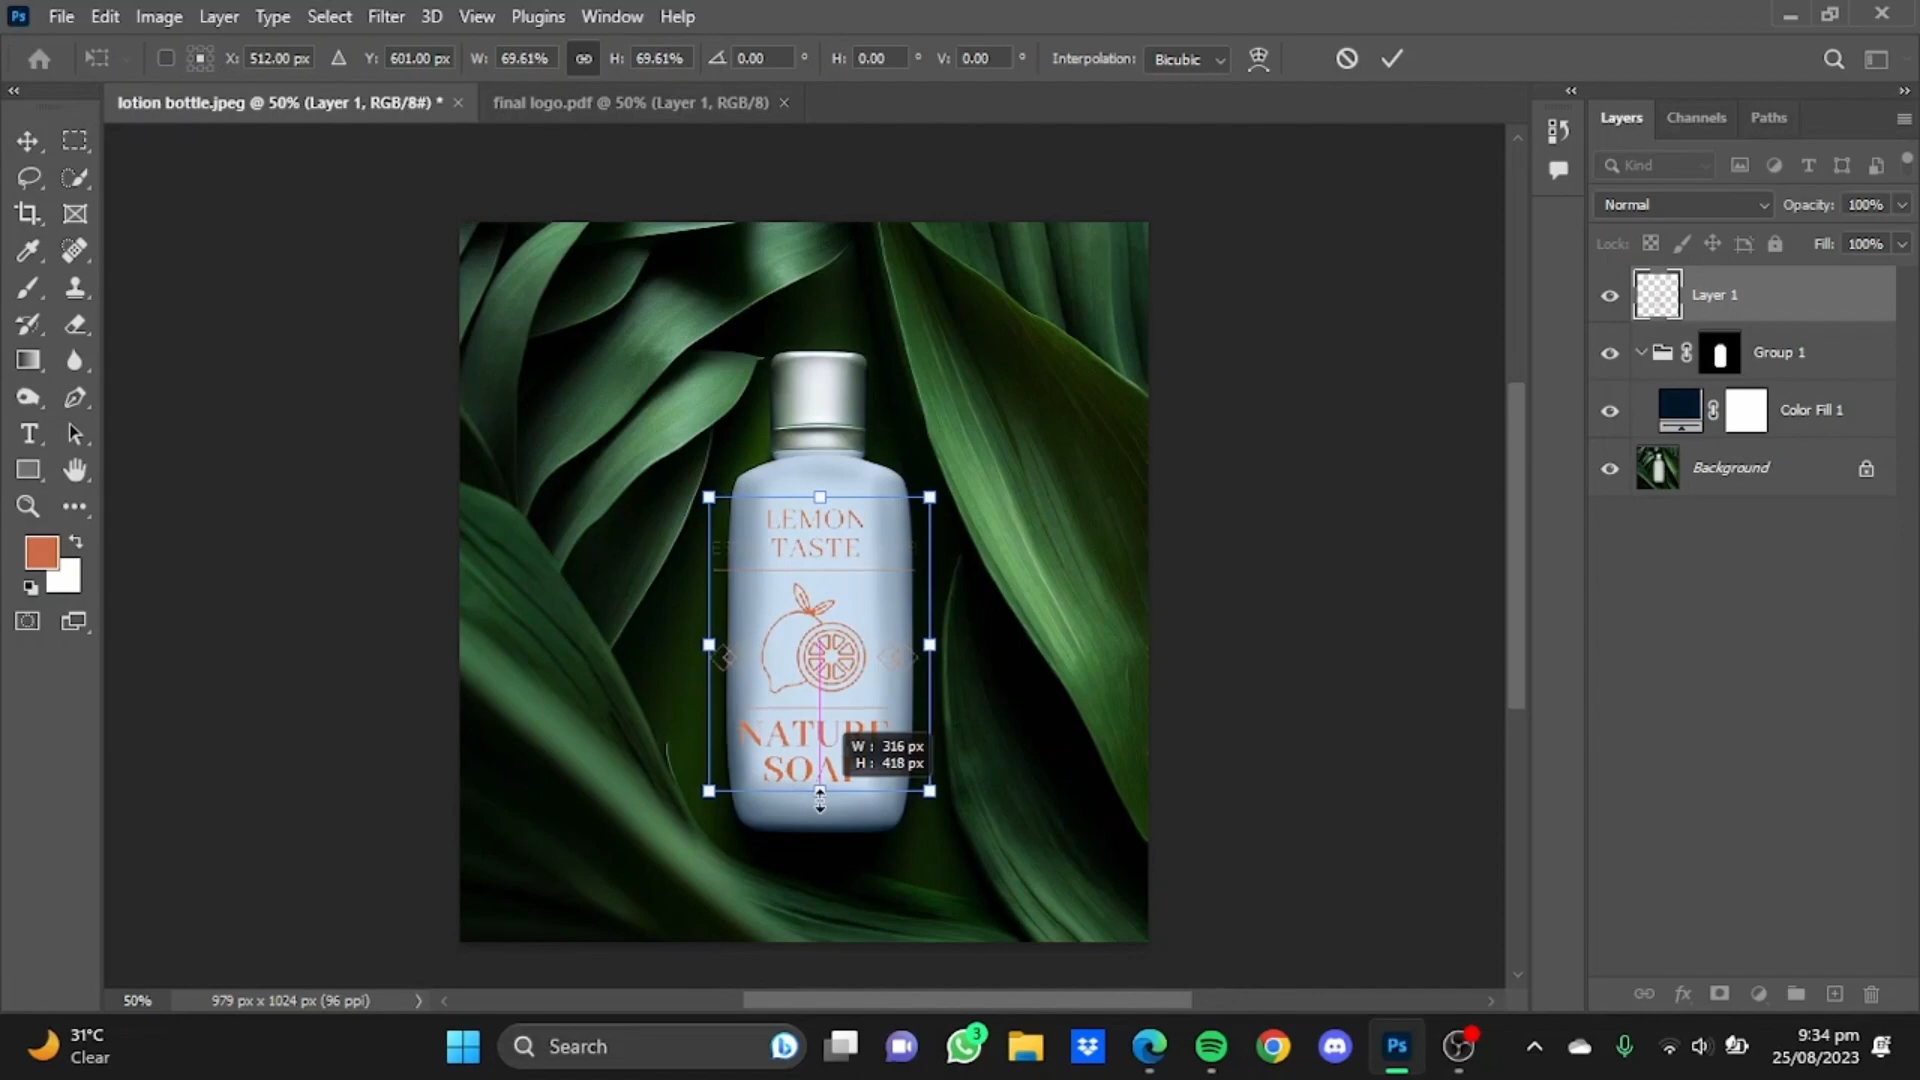 Ps File Edit Image Layer Type Select Filter 3D View Plugins Window Help
X: 512.00 px Y: 601.00 px W: 69.61% H: 69.61% 0.00 ° H: 0.00 ° V: 0.00 ° Interpolation: Bicubic
lotion bottle.jpeg @ 50% (Layer 1, RGB/8#) * × final logo.pdf @ 50% (Layer 1, RGB/8) ×
Layers Channels Paths
Kind
Normal Opacity: 100%
Lock: Fill: 100%
Layer 1
Group 1
Color Fill 1
Background
LEMON
TASTE
NATURE
W : 316 px
H : 418 px
50% 979 px x 1024 px (96 ppi)
31°C
Clear
Search
3
Ps
9:34 pm
25/08/2023